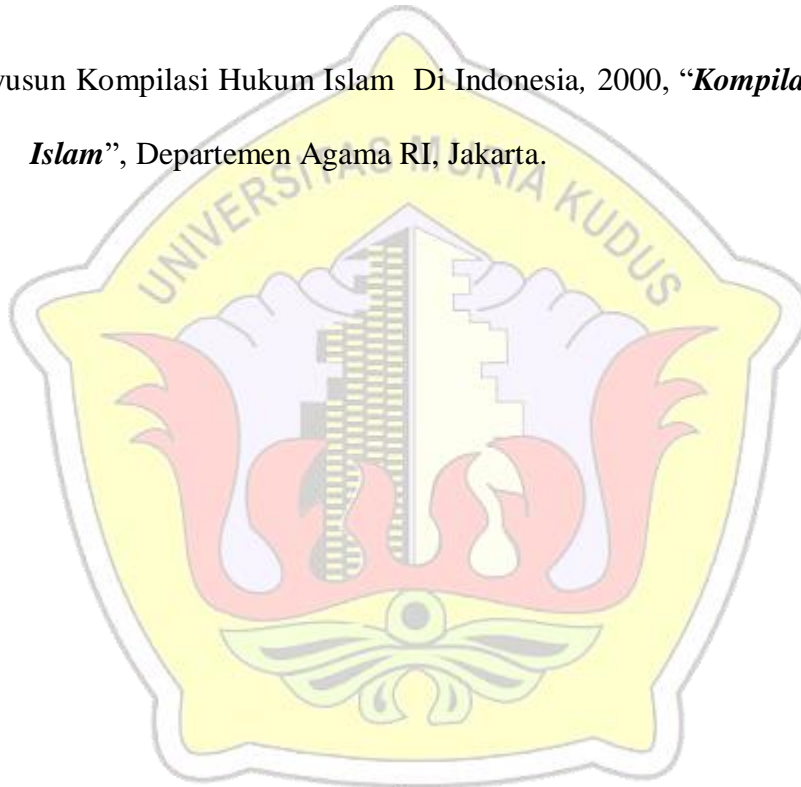 yusun Kompilasi Hukum Islam Di Indonesia, 2000, “Kompila
Islam”, Departemen Agama RI, Jakarta.
UNIVERSITAS MURIA KUDUS